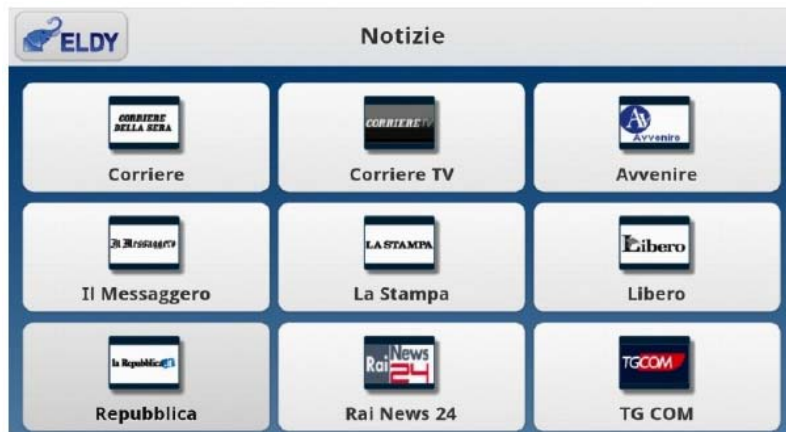 ELDY
Notizie
CORRIERE
DELLA SERA
Corriere
CORRIERE TV
Corriere TV
Av
Avvenire
Avvenire
Il Messaggero
Il Messaggero
LA STAMPA
La Stampa
Libero
Libero
la Repubblica
Repubblica
Rai News
24
Rai News 24
TGCOM
TG COM